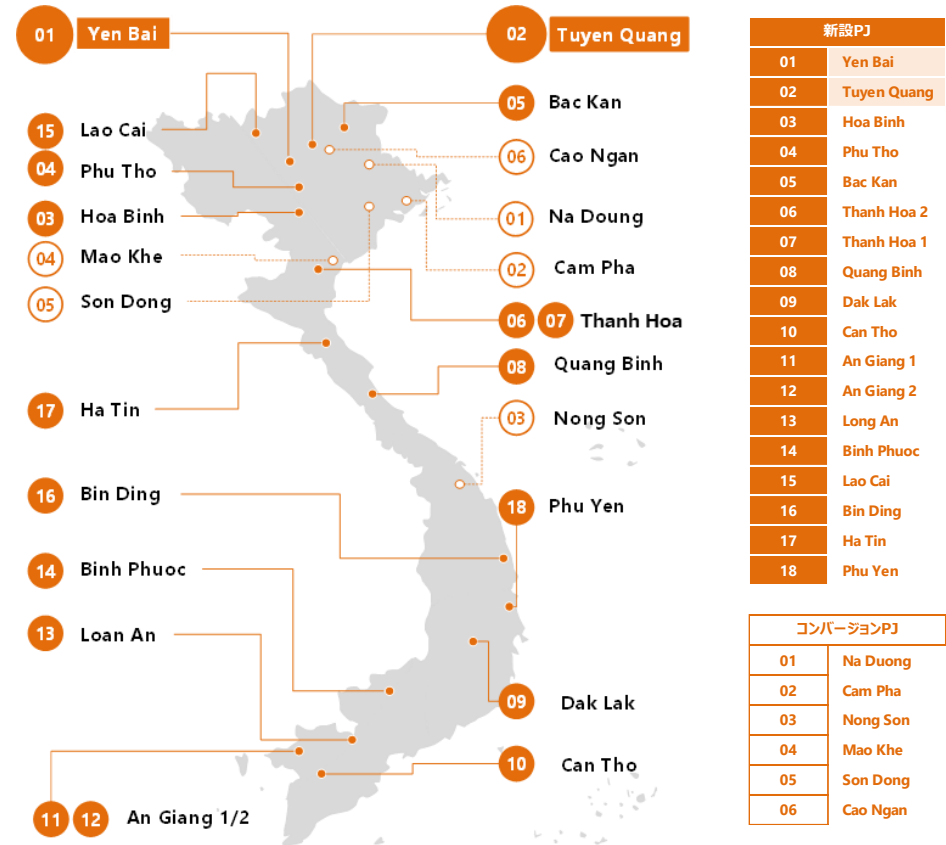 01 Yen Bai
02 Tuyen Quang
15 Lao Cai
04 Phu Tho
03 Hoa Binh
04 Mao Khe
05 Son Dong
17 Ha Tin
16 Bin Ding
14 Binh Phuoc
13 Loan An
11 12 An Giang 1/2
05 Bac Kan
06 Cao Ngan
01 Na Doung
02 Cam Pha
06 07 Thanh Hoa
08 Quang Binh
03 Nong Son
18 Phu Yen
09 Dak Lak
10 Can Tho
新設PJ
01 Yen Bai
02 Tuyen Quang
03 Hoa Binh
04 Phu Tho
05 Bac Kan
06 Thanh Hoa 2
07 Thanh Hoa 1
08 Quang Binh
09 Dak Lak
10 Can Tho
11 An Giang 1
12 An Giang 2
13 Long An
14 Binh Phuoc
15 Lao Cai
16 Bin Ding
17 Ha Tin
18 Phu Yen
コンバージョンPJ
01 Na Duong
02 Cam Pha
03 Nong Son
04 Mao Khe
05 Son Dong
06 Cao Ngan